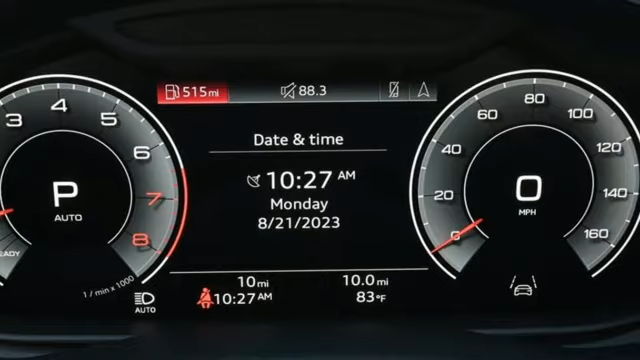 515mi
88.3
3
4
5
6
7
8
P
AUTO
1 / min x 1000
AUTO
Date & time
10:27 AM
Monday
8/21/2023
10mi
10.0mi
10:27AM
83°F
0
20
40
60
80
100
120
140
160
0
MPH